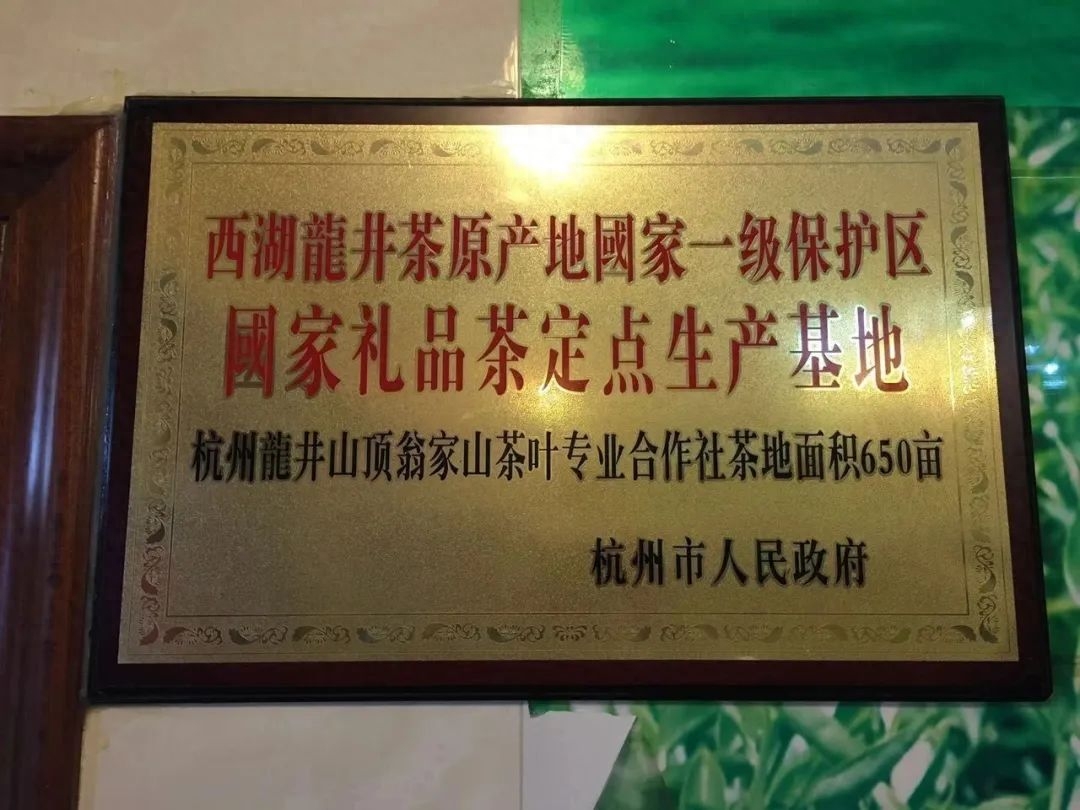 西湖龍井茶原产地國家一级保护区
國家礼品茶定点生产基地
杭州龍井山顶翁家山茶叶专业合作社茶地面积650亩
杭州市人民政府